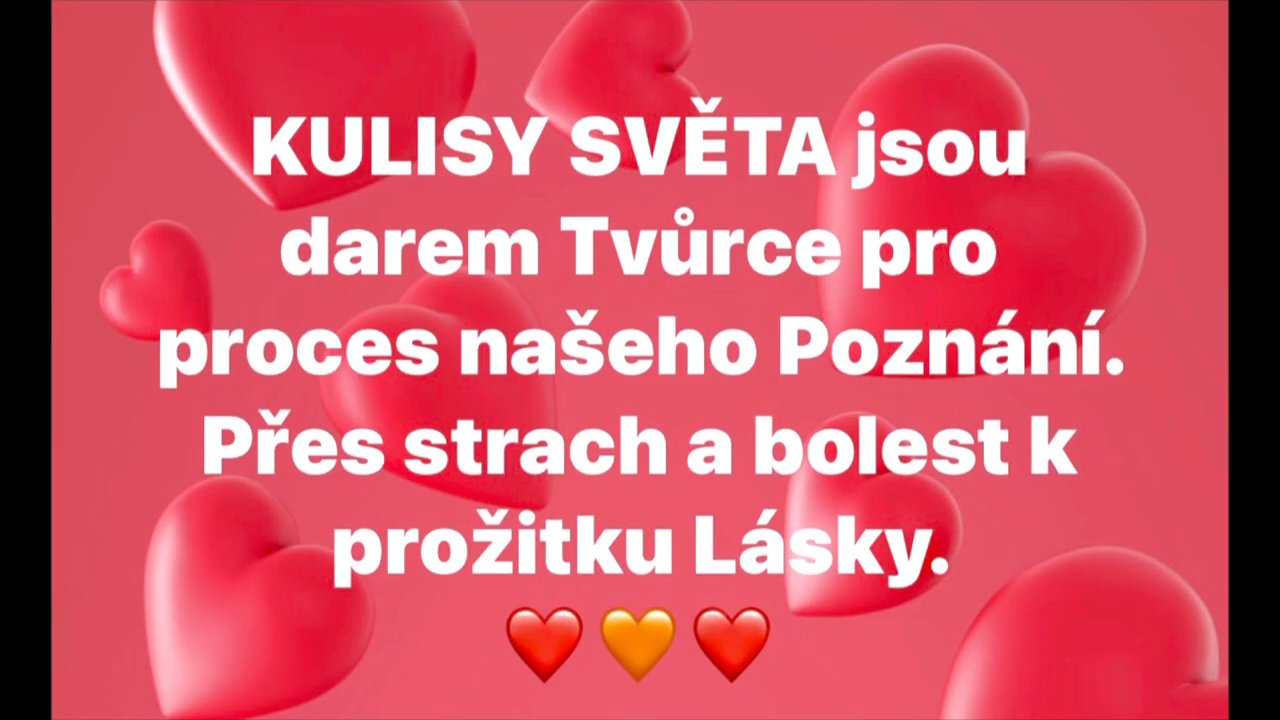 KULISY SVĚTA jsou
darem Tvůrce pro
proces našeho Poznání.
Přes strach a bolest k
prožitku Lásky.
❤️🧡❤️